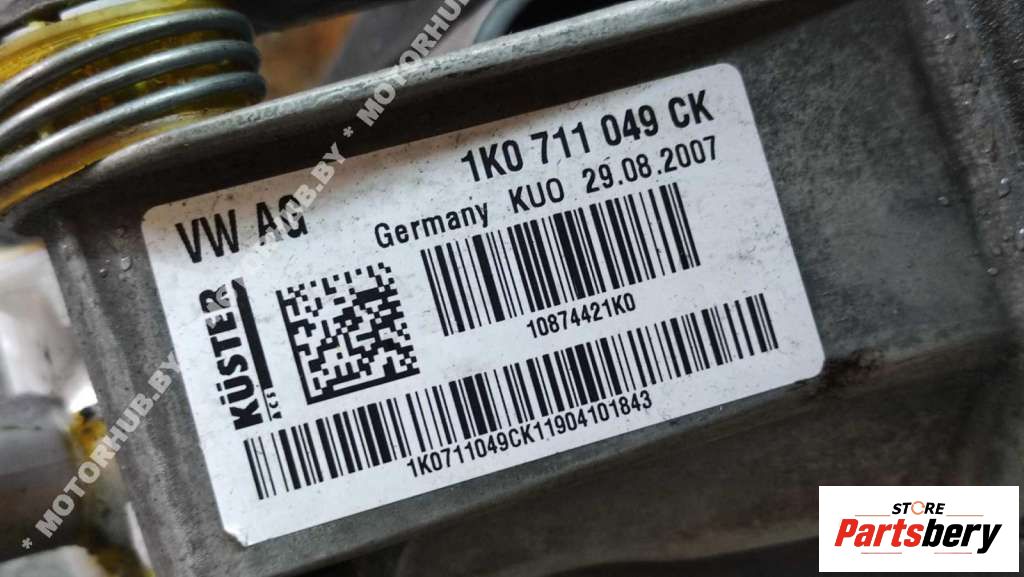 VW AG
1K0 711 049 CK
Germany KUO 29.08.2007
KÜSTER
ACS
10874421K0
1K0711049CK11904101843
* MOTORHUB.BY * MOTORHUB.BY * MOTORHUB
STORE
Partsbery